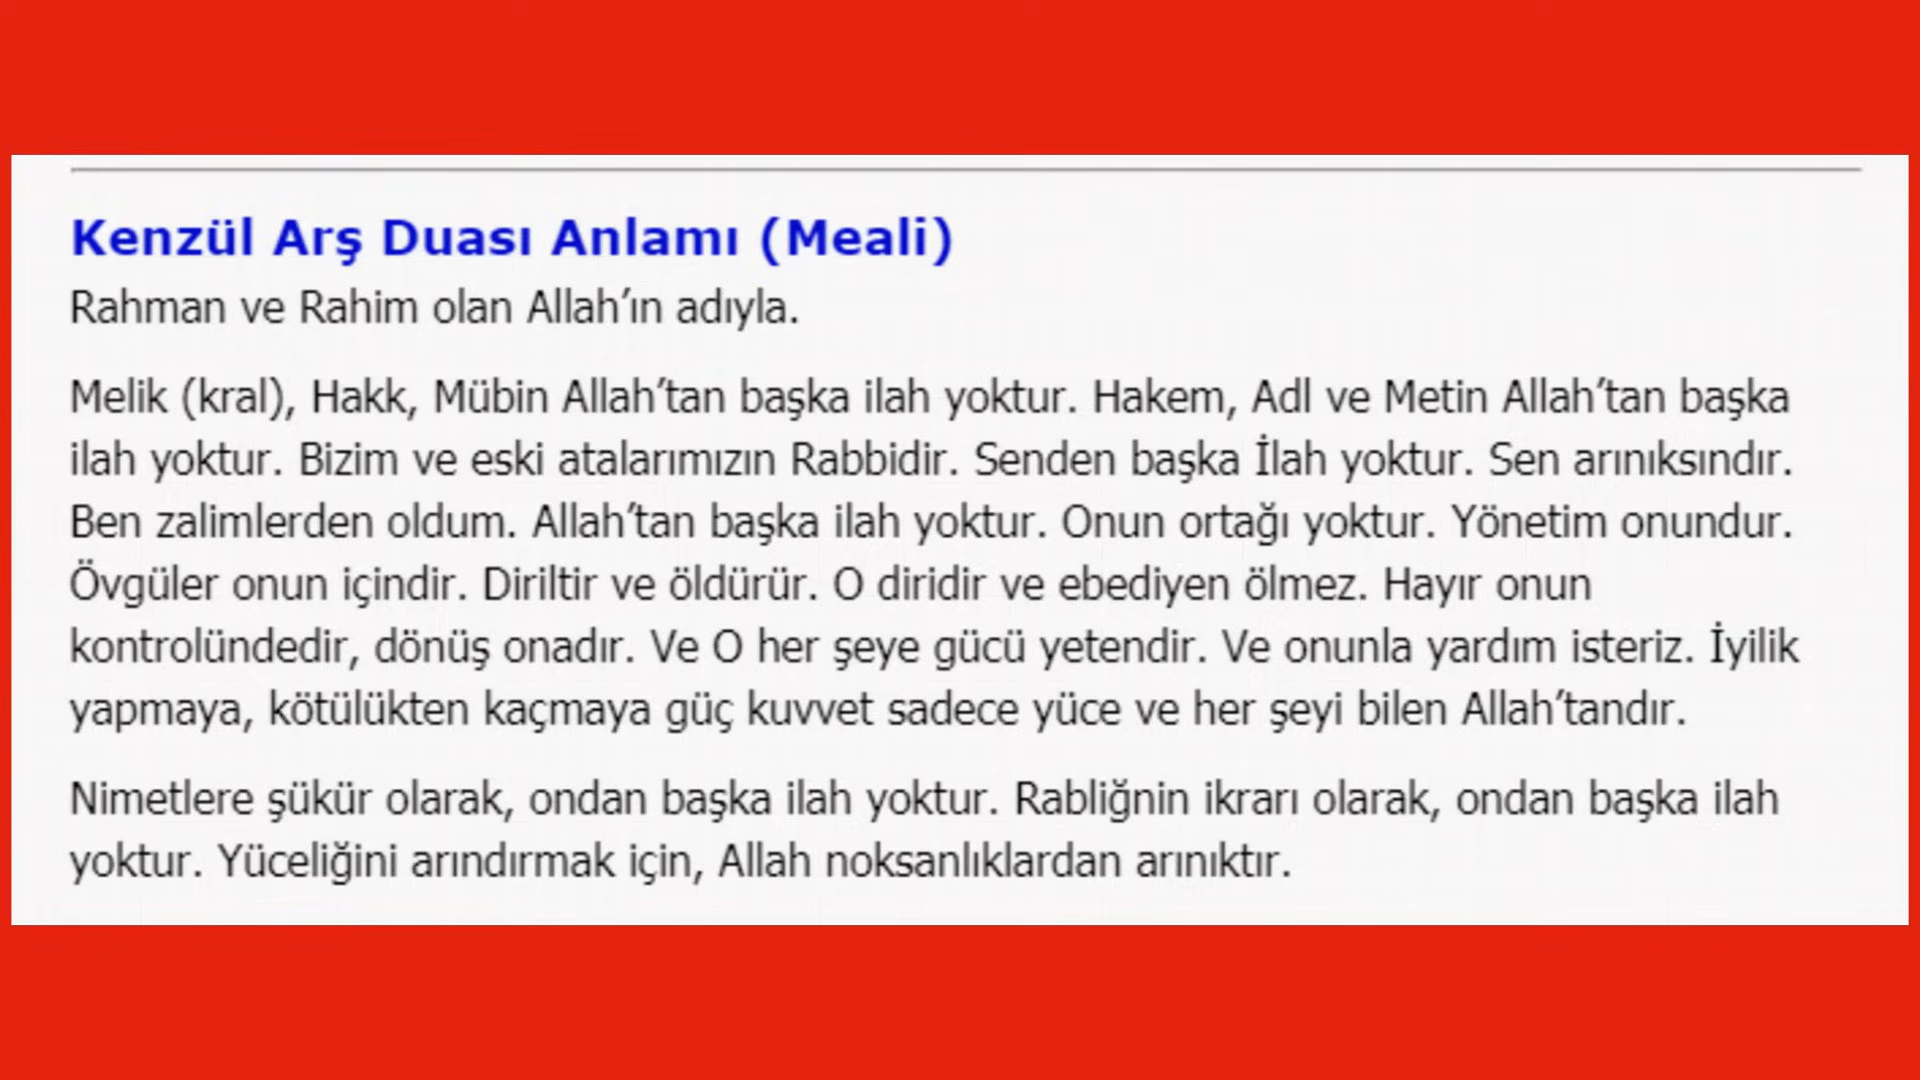 Kenzül Arş Duası Anlamı (Meali)
Rahman ve Rahim olan Allah’ın adıyla.
Melik (kral), Hakk, Mübin Allah’tan başka ilah yoktur. Hakem, Adl ve Metin Allah’tan başka
ilah yoktur. Bizim ve eski atalarımızın Rabbidir. Senden başka İlah yoktur. Sen arınıksındır.
Ben zalimlerden oldum. Allah’tan başka ilah yoktur. Onun ortağı yoktur. Yönetim onundur.
Övgüler onun içindir. Diriltir ve öldürür. O diridir ve ebediyen ölmez. Hayır onun
kontrolündedir, dönüş onadır. Ve O her şeye gücü yetendir. Ve onunla yardım isteriz. İyilik
yapmaya, kötülükten kaçmaya güç kuvvet sadece yüce ve her şeyi bilen Allah’tandır.
Nimetlere şükür olarak, ondan başka ilah yoktur. Rabliğnin ikrarı olarak, ondan başka ilah
yoktur. Yüceliğini arındırmak için, Allah noksanlıklardan arınıktır.